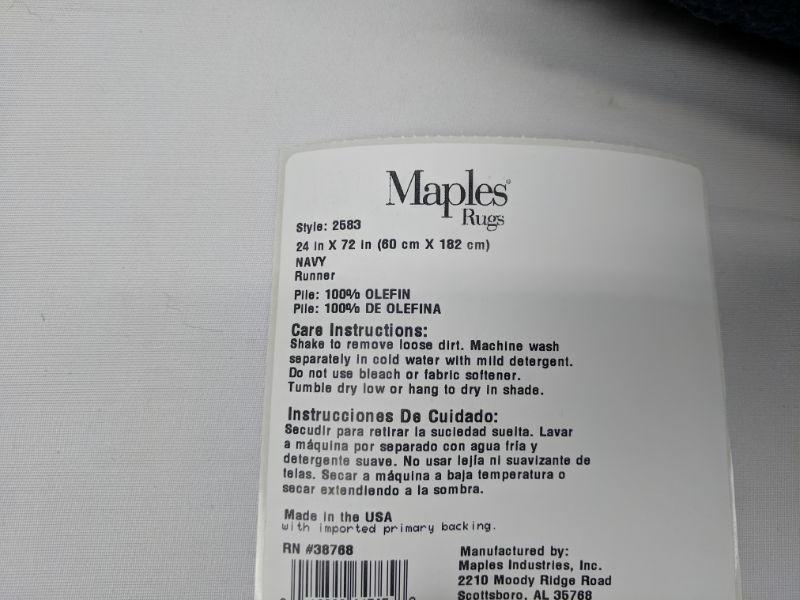 Maples®
Rugs
Style: 2583
24 in X 72 in (60 cm X 182 cm)
NAVY
Runner
Pile: 100% OLEFIN
Pile: 100% DE OLEFINA
Care Instructions:
Shake to remove loose dirt. Machine wash
separately in cold water with mild detergent.
Do not use bleach or fabric softener.
Tumble dry low or hang to dry in shade.
Instrucciones De Cuidado:
Secudir para retirar la suciedad suelta. Lavar
a máquina por separado con agua fría y
detergente suave. No usar lejía ni suavizante de
telas. Secar a máquina a baja temperatura o
secar extendiendo a la sombra.
Made in the USA
with imported primary backing.
RN #38768
Manufactured by:
Maples Industries, Inc.
2210 Moody Ridge Road
Scottsboro, AL 35768